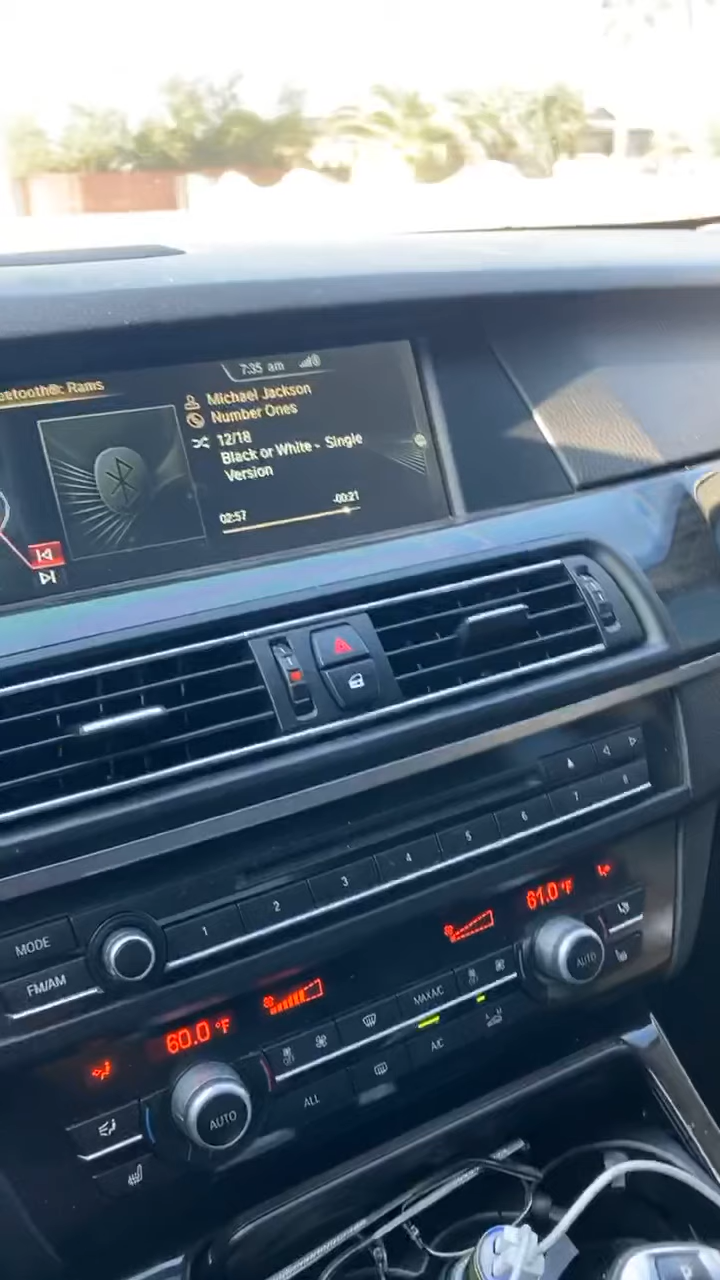 7:35 am
eetooth®: Rams
Michael Jackson
Number Ones
12/18
Black or White - Single
Version
02:57
-00:21
1
2
3
4
5
6
7
8
MODE
FM/AM
60.0 °F
61.0 °F
AUTO
AUTO
MAX A/C
OFF
ALL
A/C